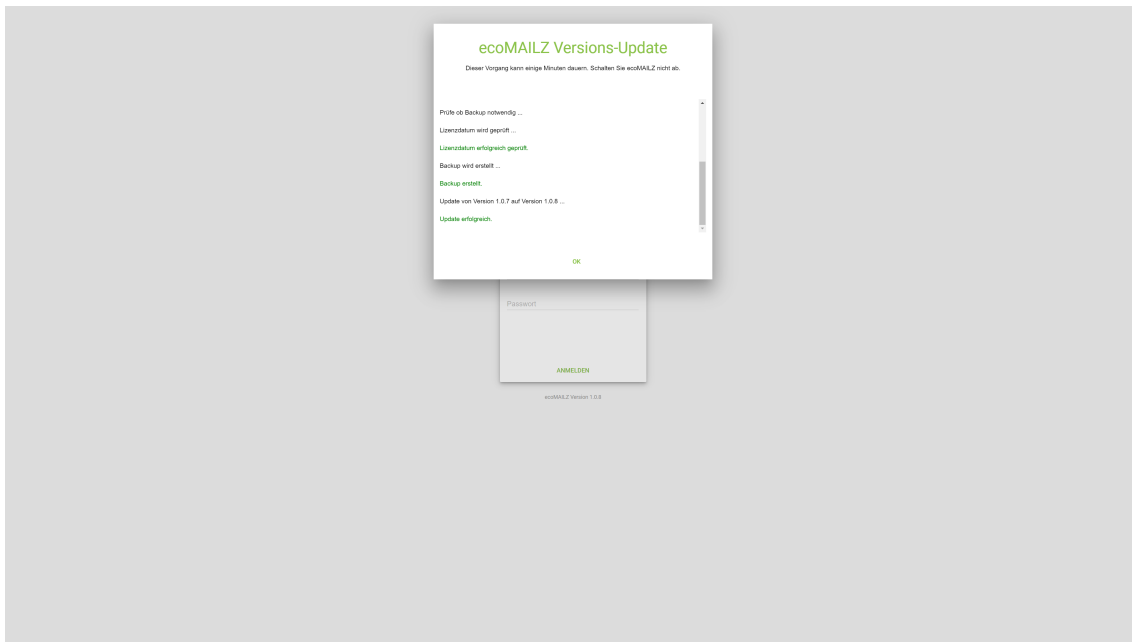 ecoMAILZ Versions-Update
Dieser Vorgang kann einige Minuten dauern. Schalten Sie ecoMAILZ nicht ab.
Prüfe ob Backup notwendig ...
Lizenzdatum wird geprüft ...
Lizenzdatum erfolgreich geprüft.
Backup wird erstellt ...
Backup erstellt.
Update von Version 1.0.7 auf Version 1.0.8 ...
Update erfolgreich.
OK
Passwort
ANMELDEN
ecoMAILZ Version 1.0.8